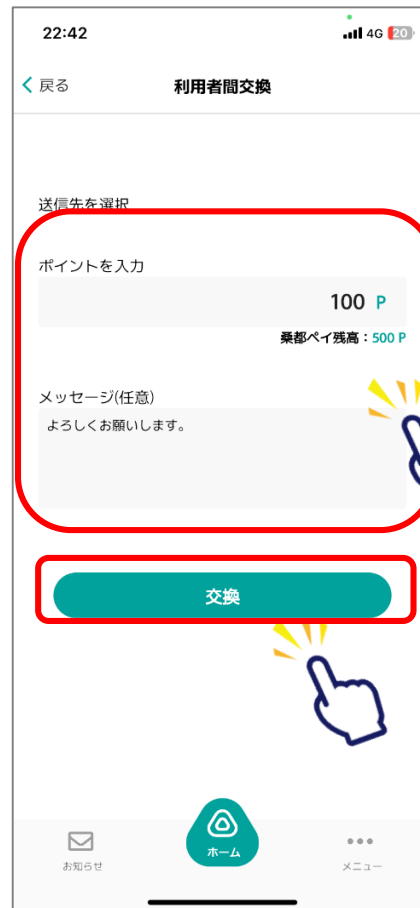 22:42
4G 20
戻る
利用者間交換
送信先を選択
ポイントを入力
100 P
桑都ペイ残高：500 P
メッセージ(任意)
よろしくお願いします。
交換
お知らせ
ホーム
メニュー